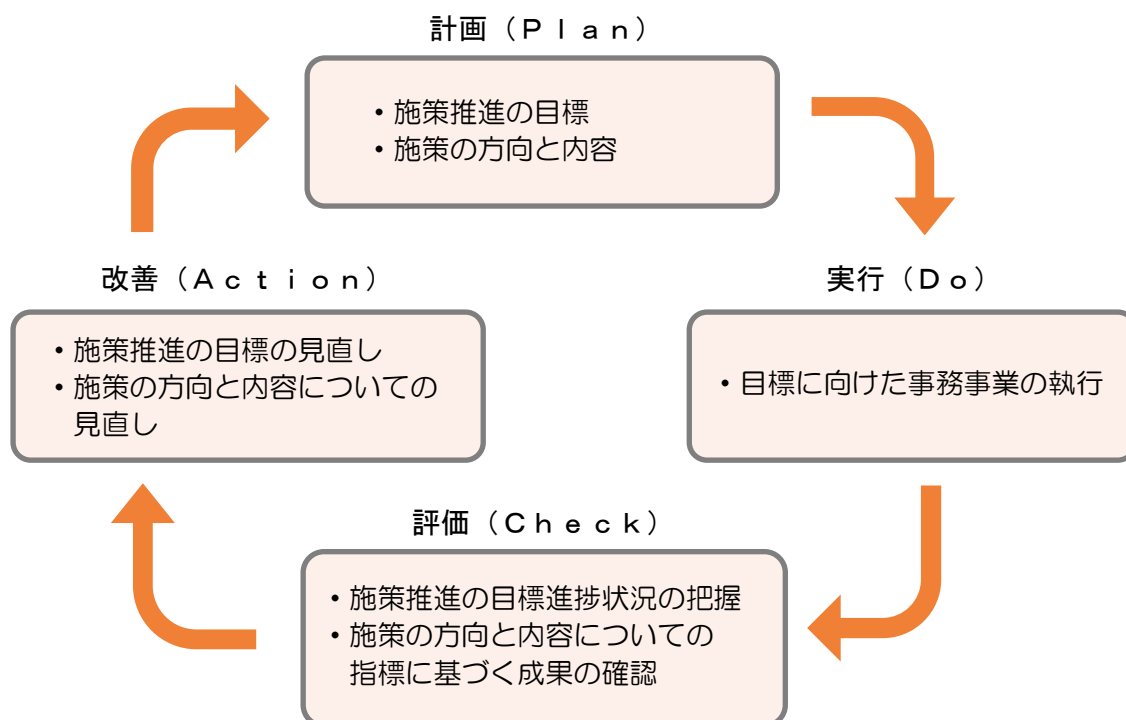 計画（Ｐｌａｎ）
・施策推進の目標
・施策の方向と内容
改善（Ａｃｔｉｏｎ）
・施策推進の目標の見直し
・施策の方向と内容についての
見直し
実行（Ｄｏ）
・目標に向けた事務事業の執行
評価（Ｃｈｅｃｋ）
・施策推進の目標進捗状況の把握
・施策の方向と内容についての
指標に基づく成果の確認